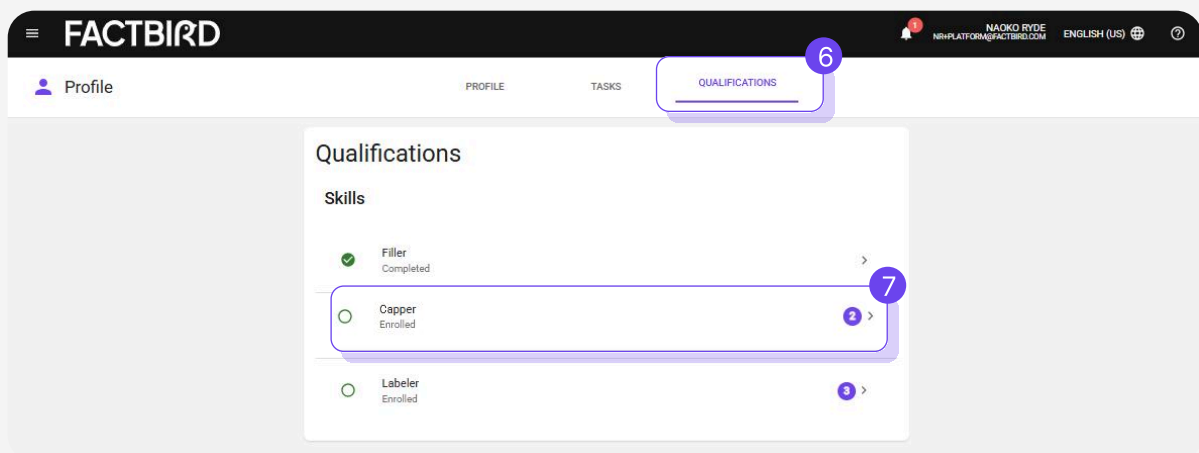 FACTBIRD
1
NAOKO RYDE
NR+PLATFORM@FACTBIRD.COM
ENGLISH (US)
6
Profile
PROFILE
TASKS
QUALIFICATIONS
Qualifications
Skills
Filler
Completed
7
Capper
Enrolled
2
Labeler
Enrolled
3